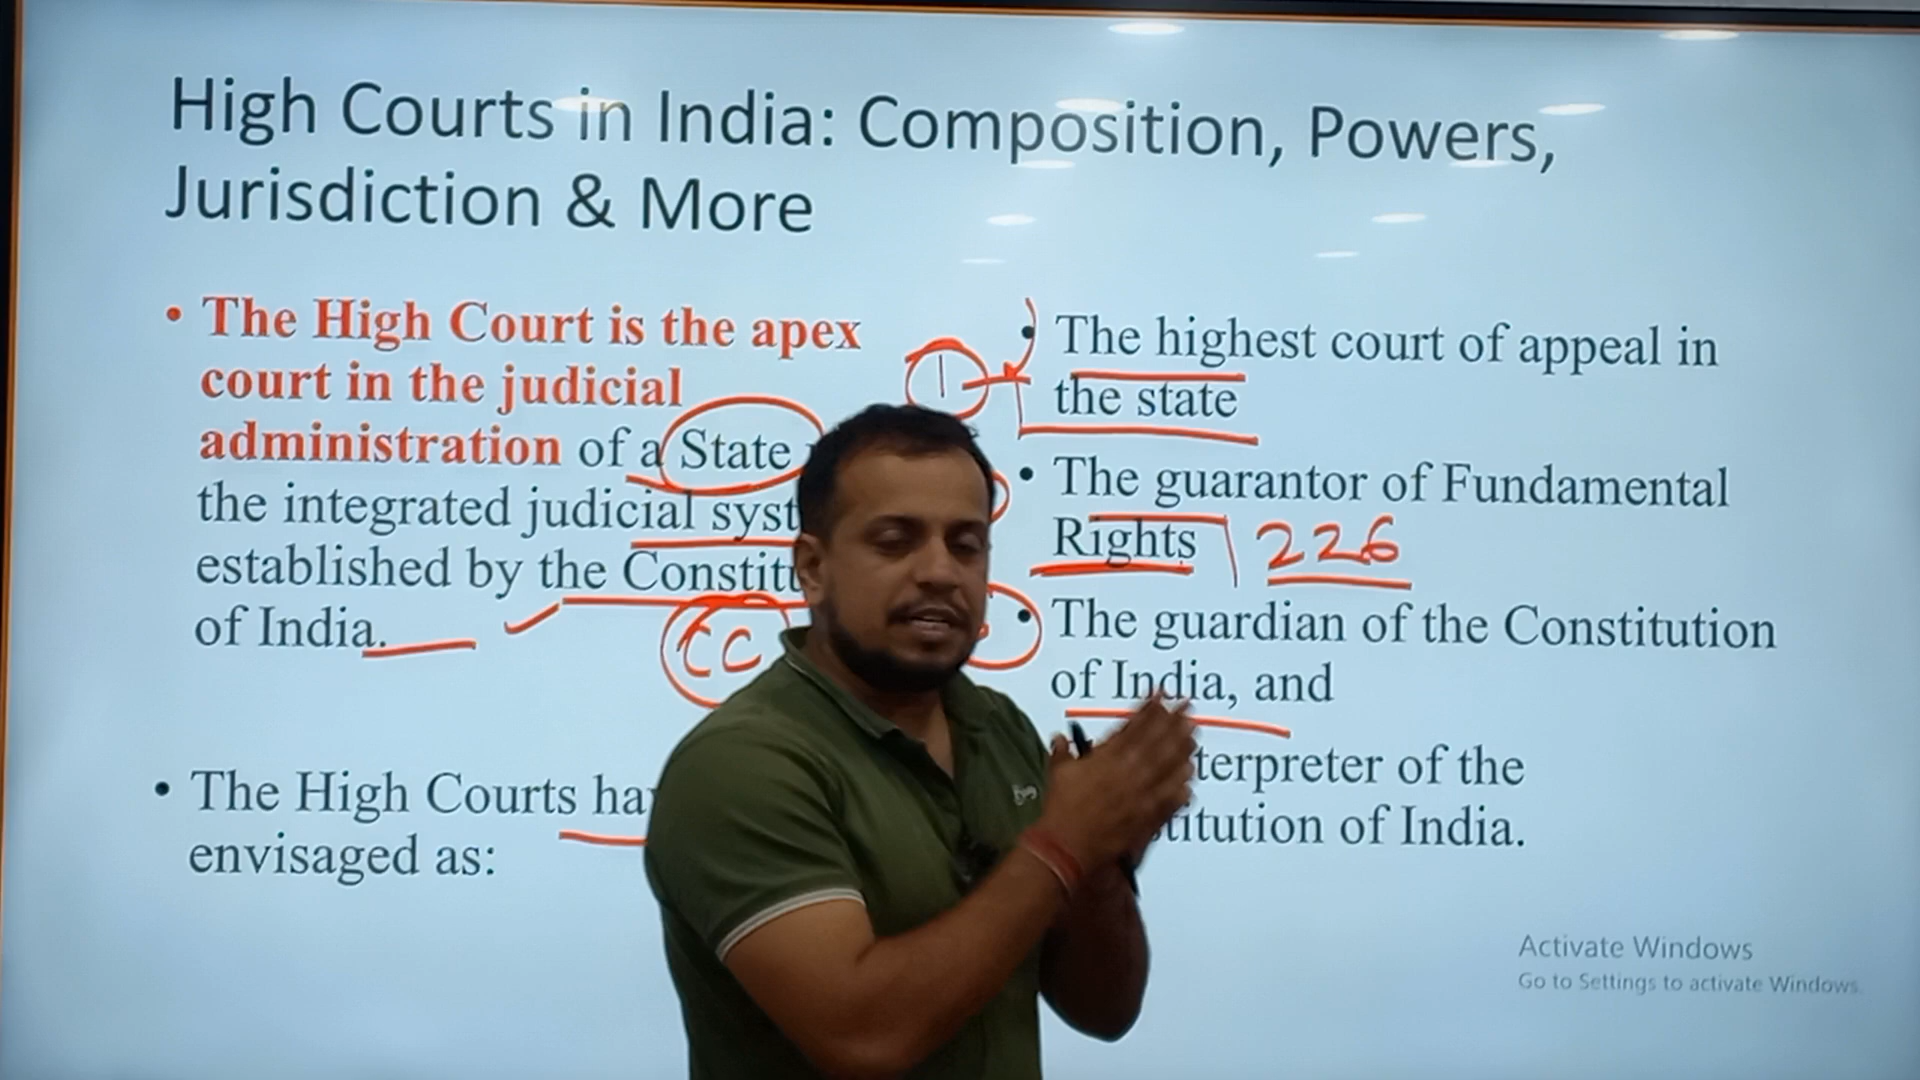 High Courts in India: Composition, Powers,
Jurisdiction & More
• The High Court is the apex
court in the judicial
administration of a State
the integrated judicial
established by the
of India.
• The High Courts
envisaged as:
1
• The highest court of appeal in
the state
• The guarantor of Fundamental
Rights 226
• The guardian of the Constitution
of India, and
of the
of India.
Activate Windows
Go to Settings to activate Windows.